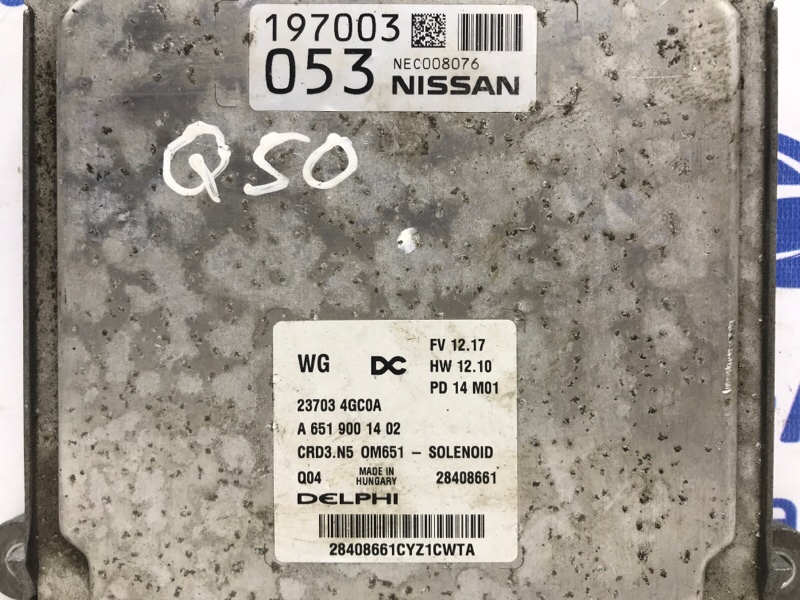 197003
053 NEC008076
NISSAN
Q50
FV 12.17
WG DC HW 12.10
PD 14 M01
23703 4GC0A
A 651 900 14 02
CRD3.N5 OM651 - SOLENOID
Q04 MADE IN HUNGARY 28408661
DELPHI
28408661CYZ1CWTA